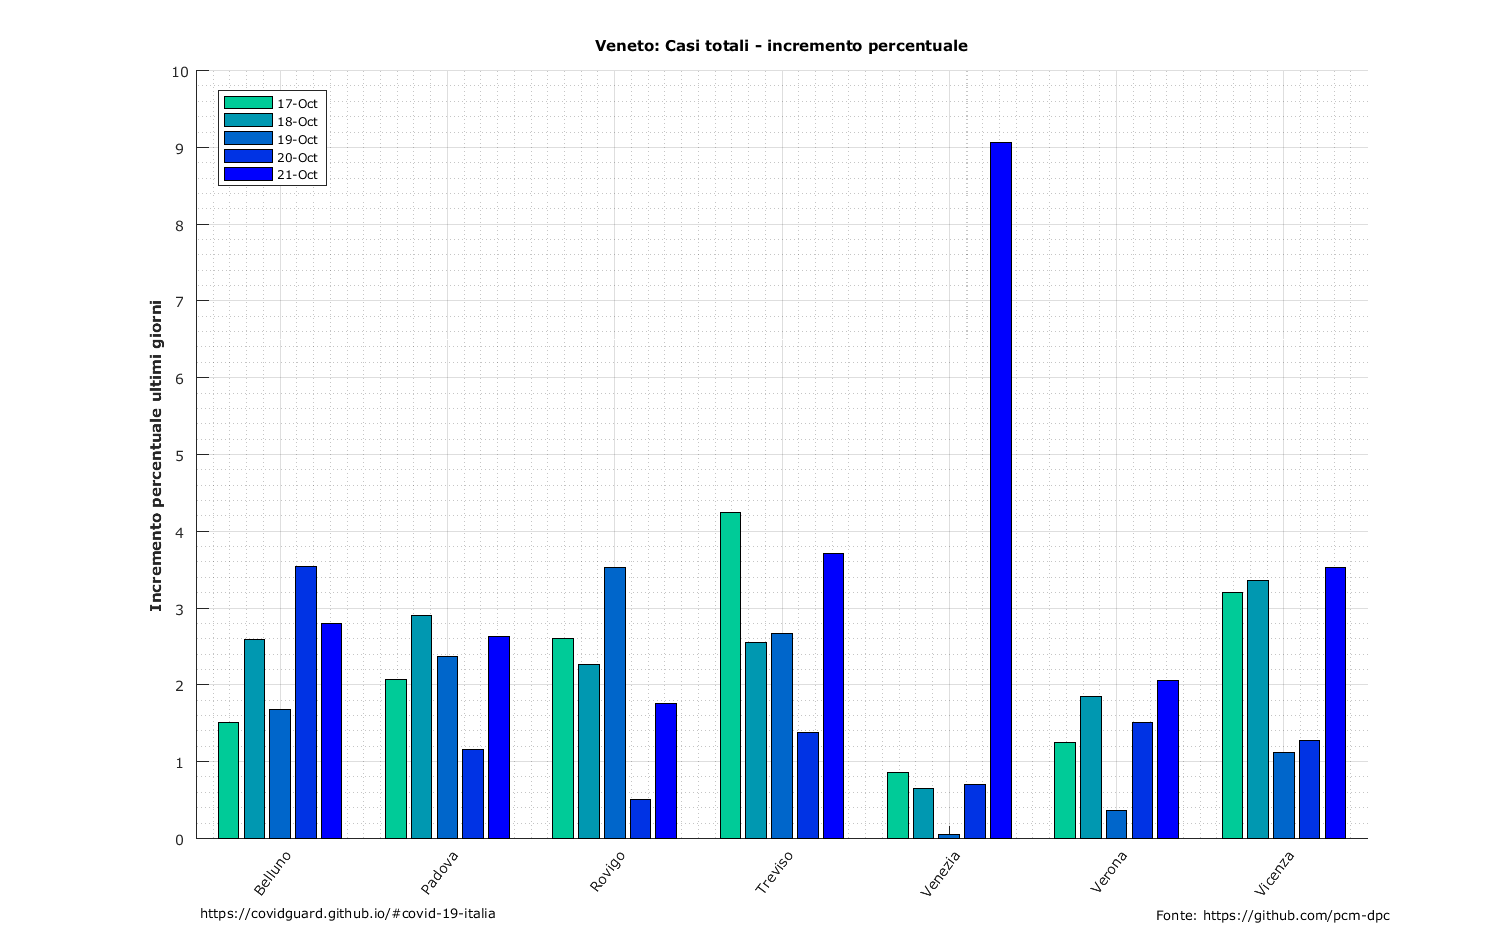 Veneto: Casi totali - incremento percentuale
Incremento percentuale ultimi giorni
10
9
8
7
6
5
4
3
2
1
0
17-Oct
18-Oct
19-Oct
20-Oct
21-Oct
Belluno
Padova
Rovigo
Treviso
Venezia
Verona
Vicenza
https://covidguard.github.io/#covid-19-italia
Fonte: https://github.com/pcm-dpc